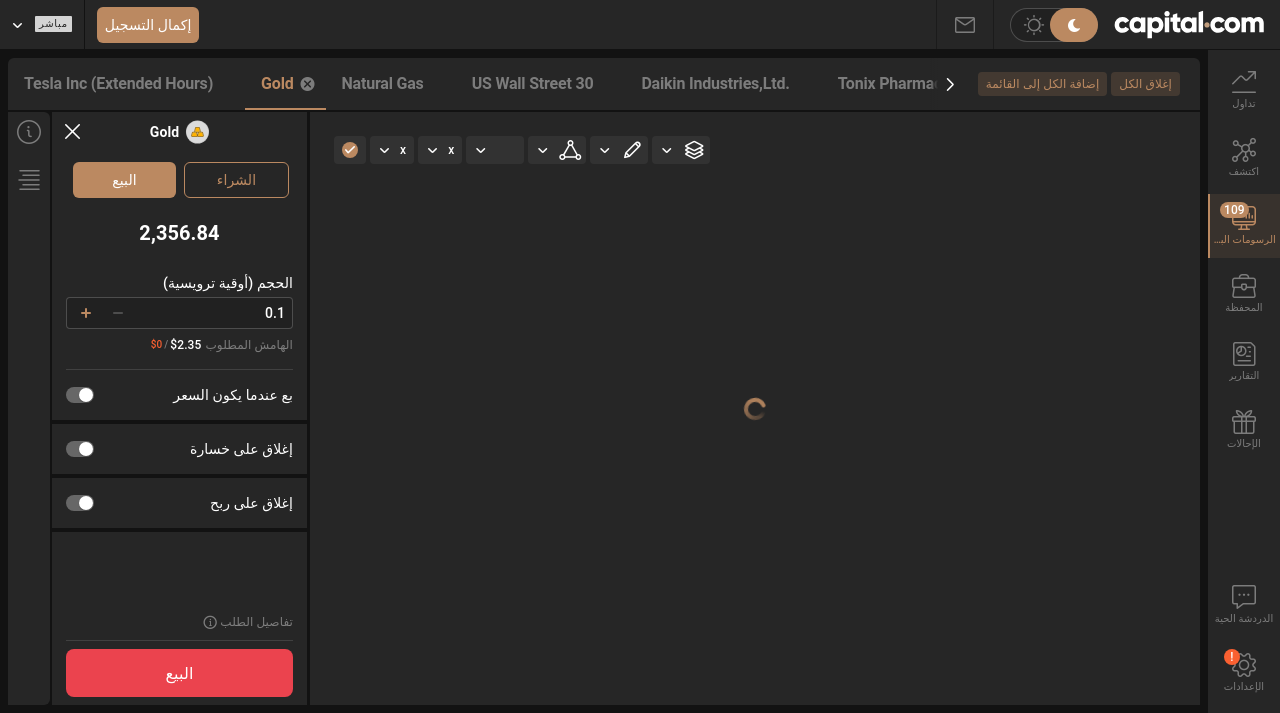 مباشر
إكمال التسجيل
capital.com
Tesla Inc (Extended Hours)
Gold
Natural Gas
US Wall Street 30
Daikin Industries,Ltd.
Tonix Pharmac
إضافة الكل إلى القائمة
إغلاق الكل
Gold
البيع
الشراء
2,356.84
الحجم (أوقية ترويسية)
0.1
الهامش المطلوب $2.35 / $0
بع عندما يكون السعر
إغلاق على خسارة
إغلاق على ربح
تفاصيل الطلب
البيع
x
x
تداول
اكتشف
109
الرسومات الب...
المحفظة
التقارير
الإحالات
الدردشة الحية
!
الإعدادات